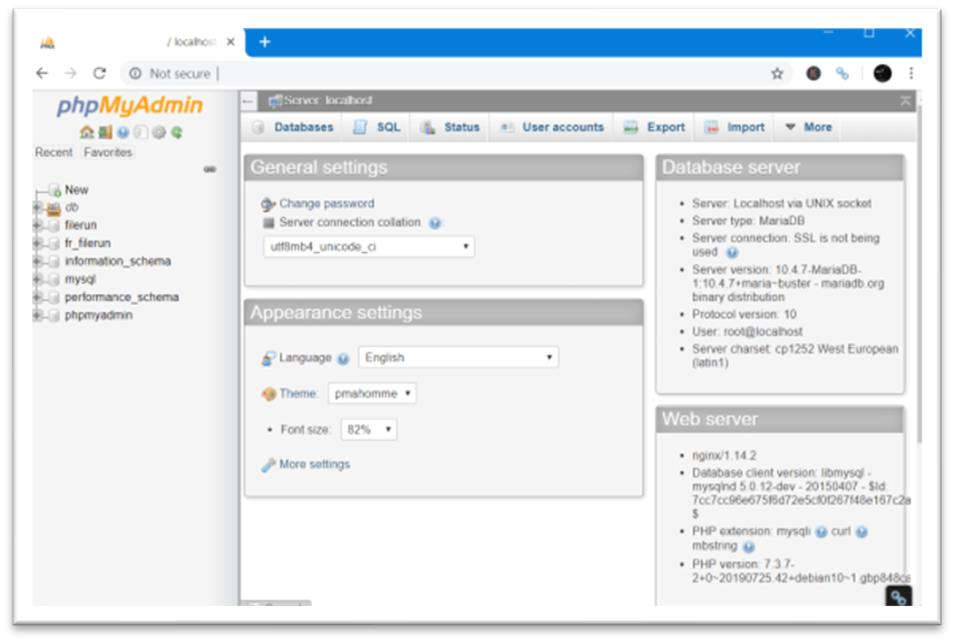 / localhost
Not secure
phpMyAdmin
Recent Favorites
New
db
filerun
fr_filerun
information_schema
mysql
performance_schema
phpmyadmin
Server: localhost
Databases SQL Status User accounts Export Import More
General settings
Change password
Server connection collation
utf8mb4_unicode_ci
Appearance settings
Language English
Theme: pmahomme
Font size: 82%
More settings
Database server
Server: Localhost via UNIX socket
Server type: MariaDB
Server connection: SSL is not being
used
Server version: 10.4.7-MariaDB-
1:10.4.7+maria~buster - mariadb.org
binary distribution
Protocol version: 10
User: root@localhost
Server charset: cp1252 West European
(latin1)
Web server
nginx/1.14.2
Database client version: libmysql -
mysqlnd 5.0.12-dev - 20150407 - $Id:
7cc7cc96e675f6d72e5cf0f267f48e167c2a
$
PHP extension: mysqli curl
mbstring
PHP version: 7.3.7-
2+0~20190725.42+debian10~1.gbp848